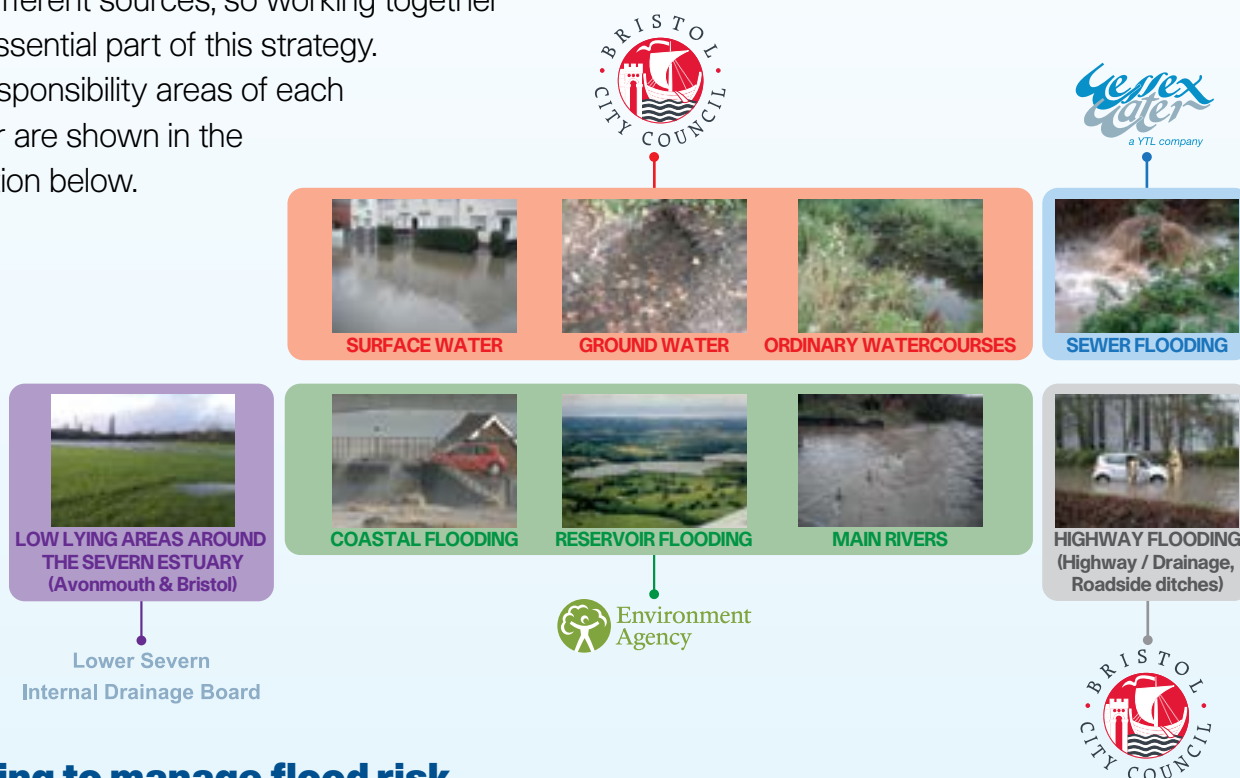 fferent sources, so working together
ssential part of this strategy.
sponsibility areas of each
r are shown in the
tion below.
BRISTOL
CITY COUNCIL
Wessex
Water
a YTL company
SURFACE WATER
GROUND WATER
ORDINARY WATERCOURSES
SEWER FLOODING
LOW LYING AREAS AROUND
THE SEVERN ESTUARY
(Avonmouth & Bristol)
COASTAL FLOODING
RESERVOIR FLOODING
MAIN RIVERS
HIGHWAY FLOODING
(Highway / Drainage,
Roadside ditches)
Lower Severn
Internal Drainage Board
Environment
Agency
BRISTOL
CITY COUNCIL
ing to manage flood risk